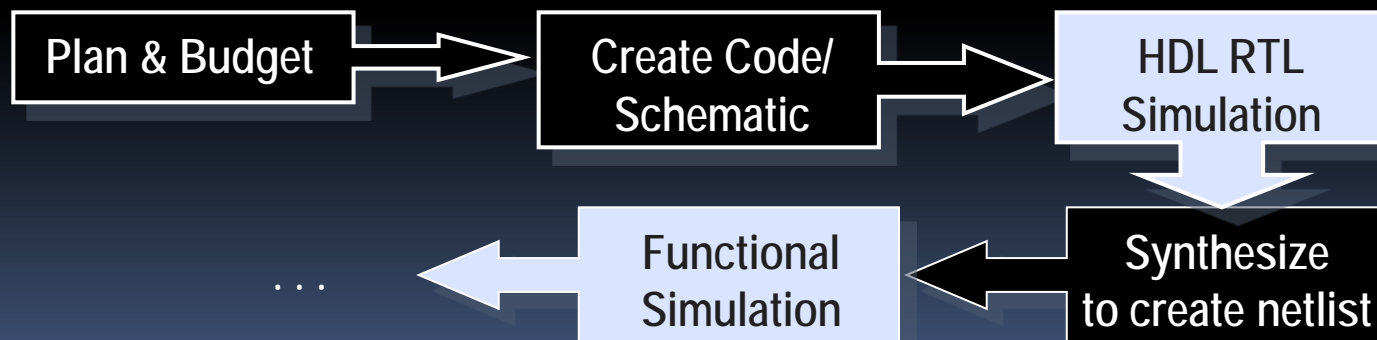 Plan & Budget
Create Code/
Schematic
HDL RTL
Simulation
Synthesize
to create netlist
Functional
Simulation
. . .